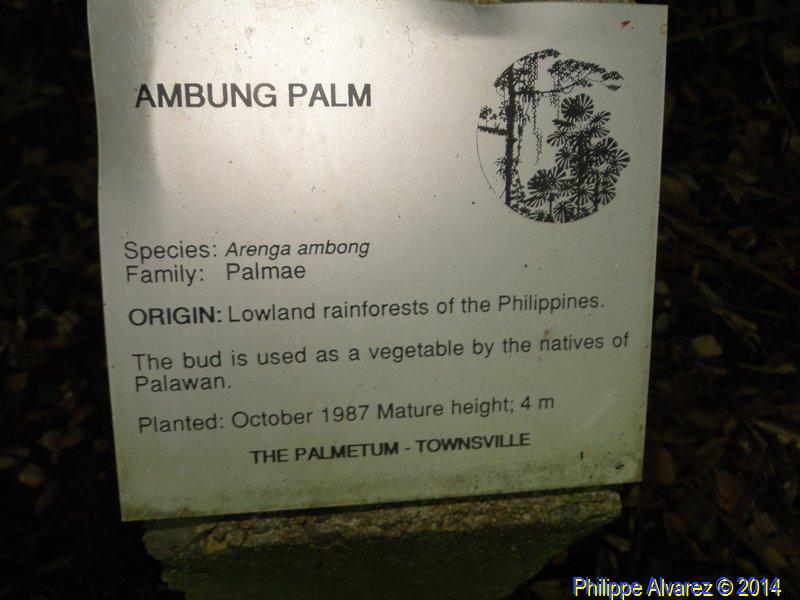 AMBUNG PALM
Species: Arenga ambong
Family: Palmae
ORIGIN: Lowland rainforests of the Philippines.
The bud is used as a vegetable by the natives of
Palawan.
Planted: October 1987 Mature height; 4 m
THE PALMETUM - TOWNSVILLE
Philippe Alvarez © 2014